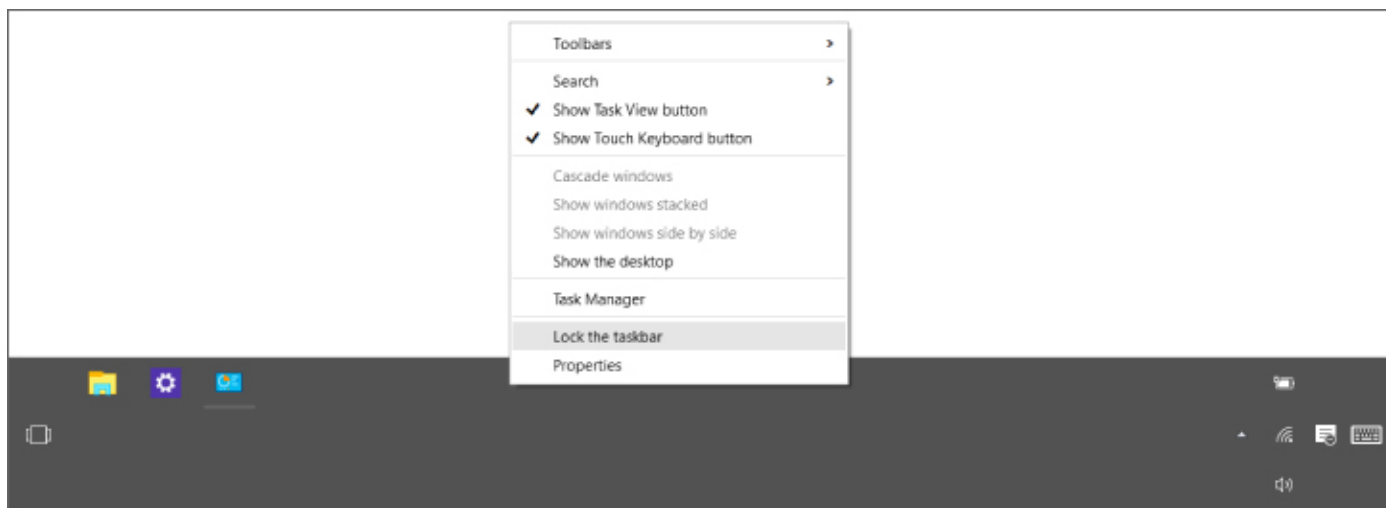 Toolbars
Search
Show Task View button
Show Touch Keyboard button
Cascade windows
Show windows stacked
Show windows side by side
Show the desktop
Task Manager
Lock the taskbar
Properties